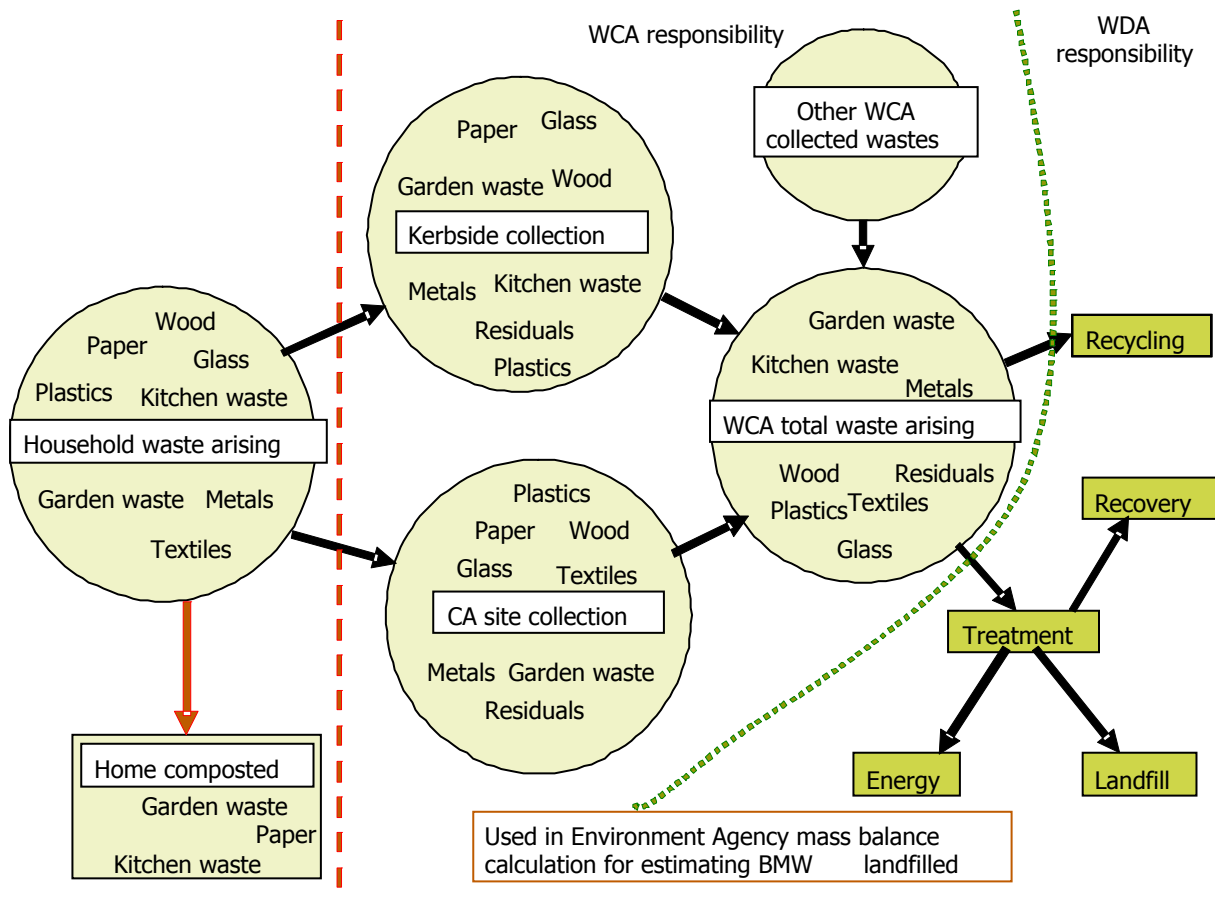 WCA responsibility
WDA
responsibility
Other WCA
collected wastes
Paper
Glass
Garden waste
Wood
Kerbside collection
Metals
Kitchen waste
Residuals
Plastics
Wood
Paper
Glass
Plastics
Kitchen waste
Household waste arising
Garden waste
Metals
Textiles
Garden waste
Kitchen waste
Metals
WCA total waste arising
Wood
Residuals
Plastics
Textiles
Glass
Recycling
Recovery
Treatment
Energy
Landfill
Plastics
Paper
Wood
Glass
Textiles
CA site collection
Metals
Garden waste
Residuals
Home composted
Garden waste
Paper
Kitchen waste
Used in Environment Agency mass balance
calculation for estimating BMW landfilled